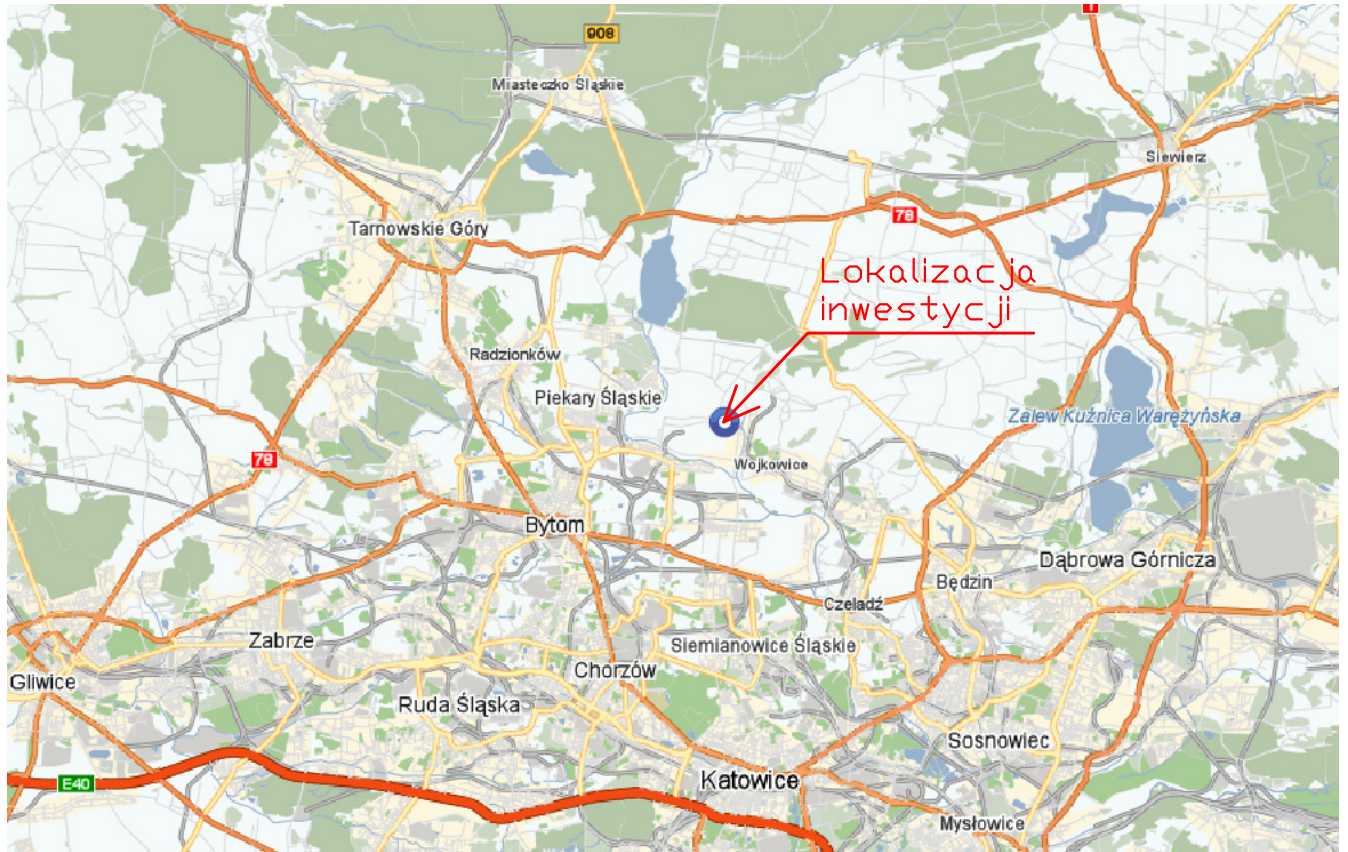 1
908
Miasteczko Śląskie
Siewierz
78
Tarnowskie Góry
Lokalizacja
inwestycji
Radzionków
Piekary Śląskie
Zalew Kuźnica Warężyńska
78
Wojkowice
Bytom
Dąbrowa Górnicza
Będzin
Czeladź
Zabrze
Siemianowice Śląskie
Chorzów
Gliwice
Ruda Śląska
Sosnowiec
E40
Katowice
Mysłowice